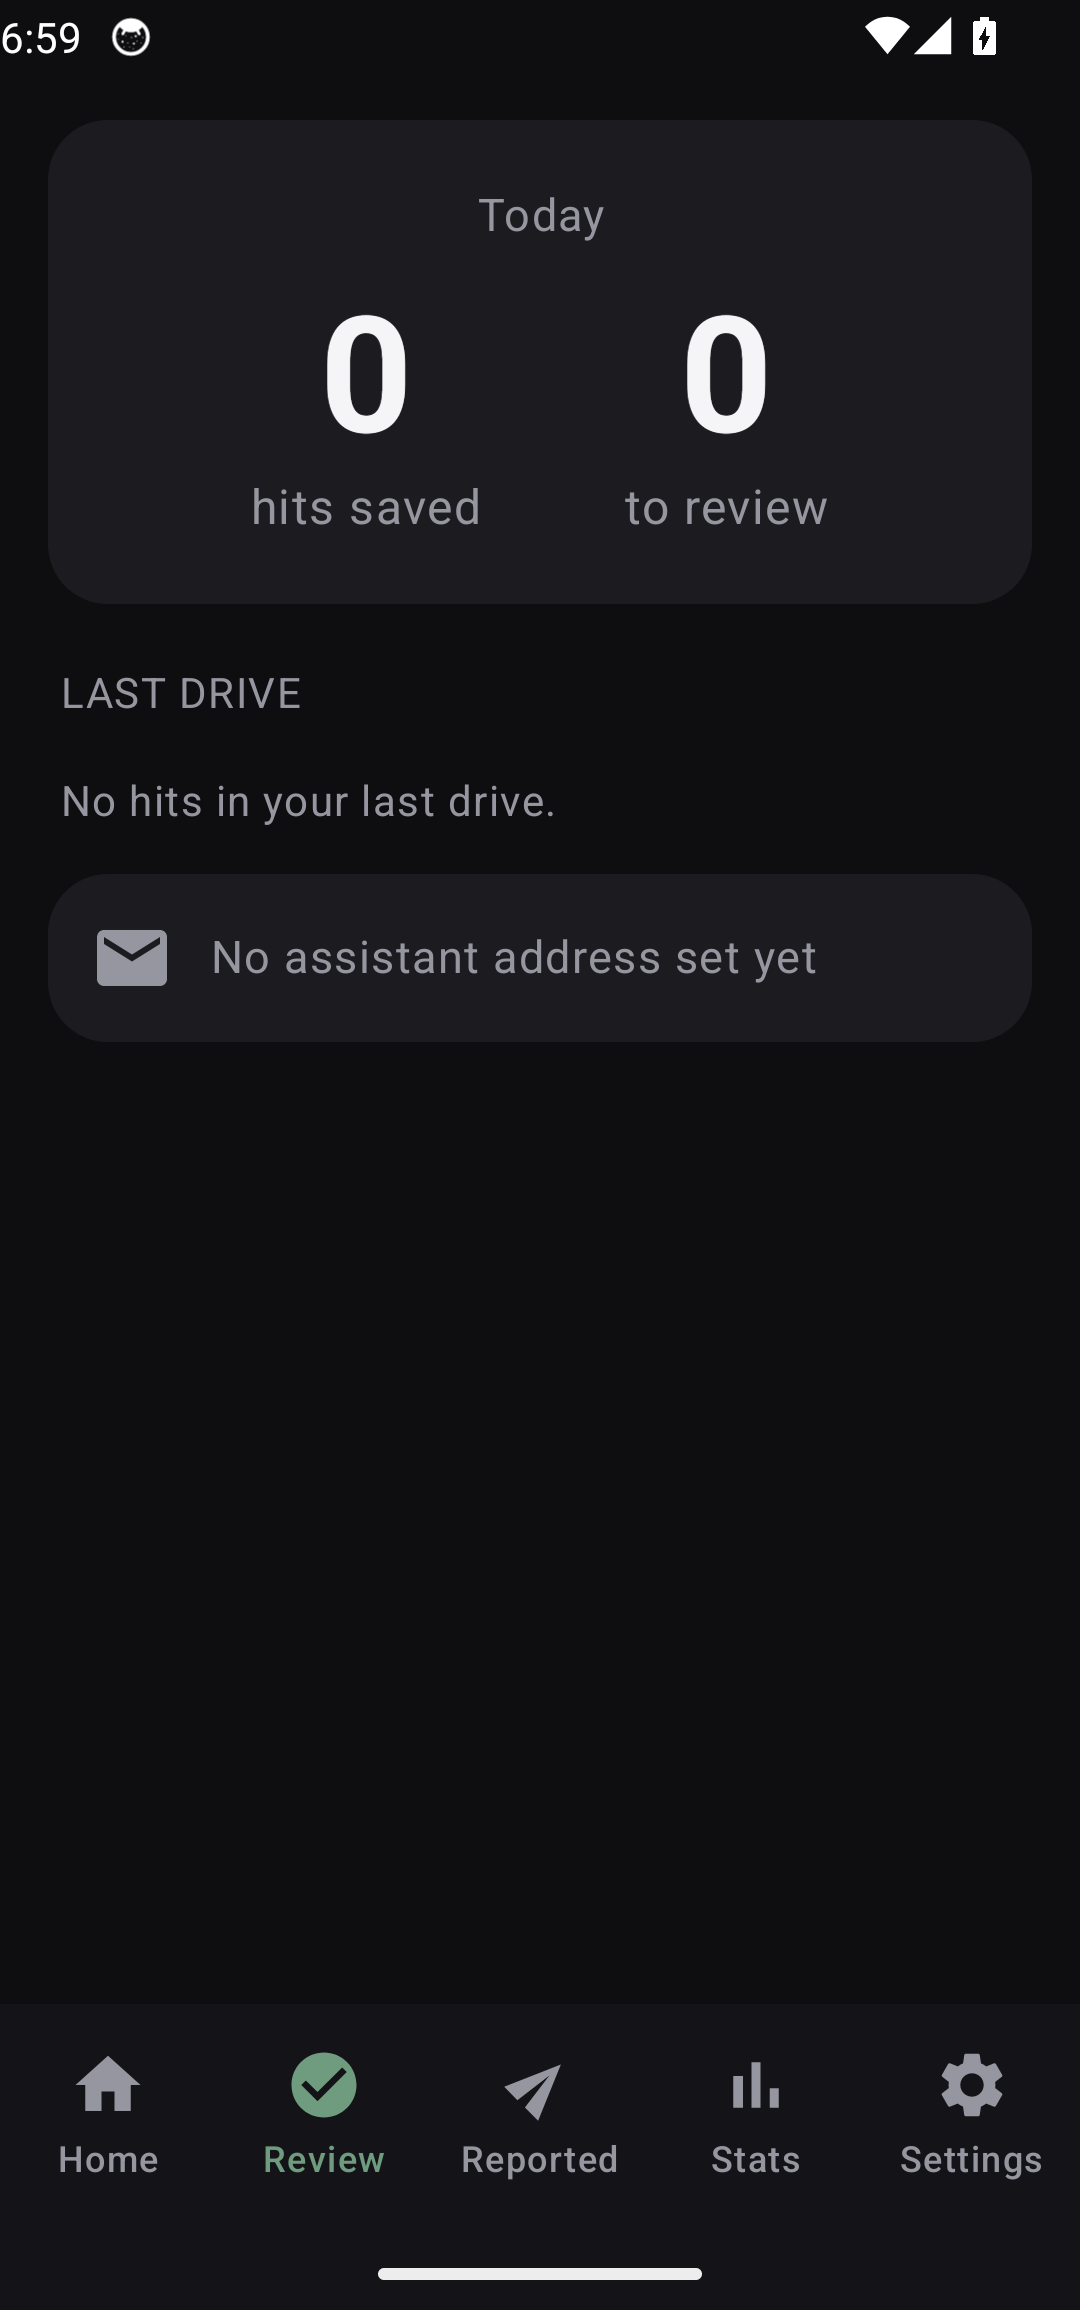 6:59
Today
0 0
hits saved to review
LAST DRIVE
No hits in your last drive.
No assistant address set yet
Home Review Reported Stats Settings